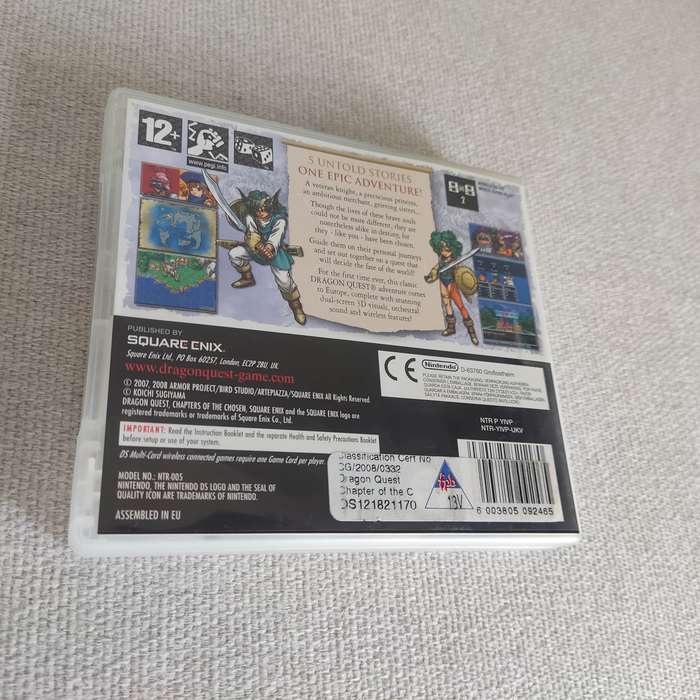 12+
www.pegi.info
5 UNTOLD STORIES
ONE EPIC ADVENTURE!
A veteran knight, a precocious princess,
an ambitious merchant, grieving sisters...
Though the lives of these brave souls
could not be more different, they are
nonetheless alike in destiny, for
they - like you - have been chosen.
Guide them on their personal journeys
and set out together on a quest that
will decide the fate of the world!
For the first time ever, this classic
DRAGON QUEST® adventure comes
to Europe, complete with stunning
dual-screen 3D visuals, orchestral
sound and wireless features!
2
PUBLISHED BY
SQUARE ENIX
Square Enix Ltd., PO Box 60257, London, EC2P 2BU, UK.
www.dragonquest-game.com
© 2007, 2008 ARMOR PROJECT/BIRD STUDIO/ARTEPIAZZA/SQUARE ENIX All Rights Reserved.
© KOICHI SUGIYAMA
DRAGON QUEST, CHAPTERS OF THE CHOSEN, SQUARE ENIX and the SQUARE ENIX logo are
registered trademarks or trademarks of Square Enix Co., Ltd.
IMPORTANT: Read the Instruction Booklet and the separate Health and Safety Precautions Booklet
before setup or use of your system.
DS Multi-Card wireless connected games require one Game Card per player.
MODEL NO.: NTR-005
NINTENDO, THE NINTENDO DS LOGO AND THE SEAL OF
QUALITY ICON ARE TRADEMARKS OF NINTENDO.
ASSEMBLED IN EU
CE
Nintendo
D-63760 Großostheim
PLEASE RETAIN THE PACKAGING.
NTR P YIVP
NTR-YIVP-UKV
Classification Cert No
CG/2008/0332
Dragon Quest
Chapter of the C
DS121821170
fpb
13V
6 003805 092465